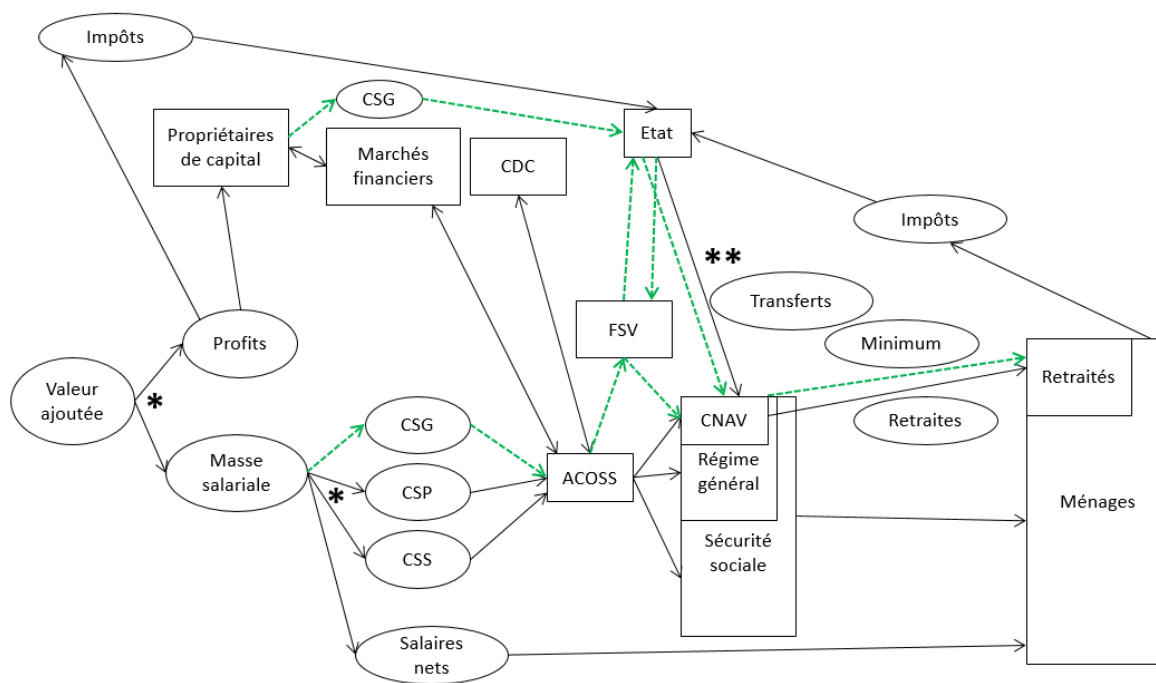 Impôts
CSG
Propriétaires
de capital
Marchés
financiers
CDC
Etat
Impôts
**
Transferts
FSV
Minimum
Profits
Valeur
ajoutée
*
Retraités
CNAV
Retraites
CSG
Masse
salariale
*
CSP
ACOSS
Régime
général
Ménages
CSS
Sécurité
sociale
Salaires
nets